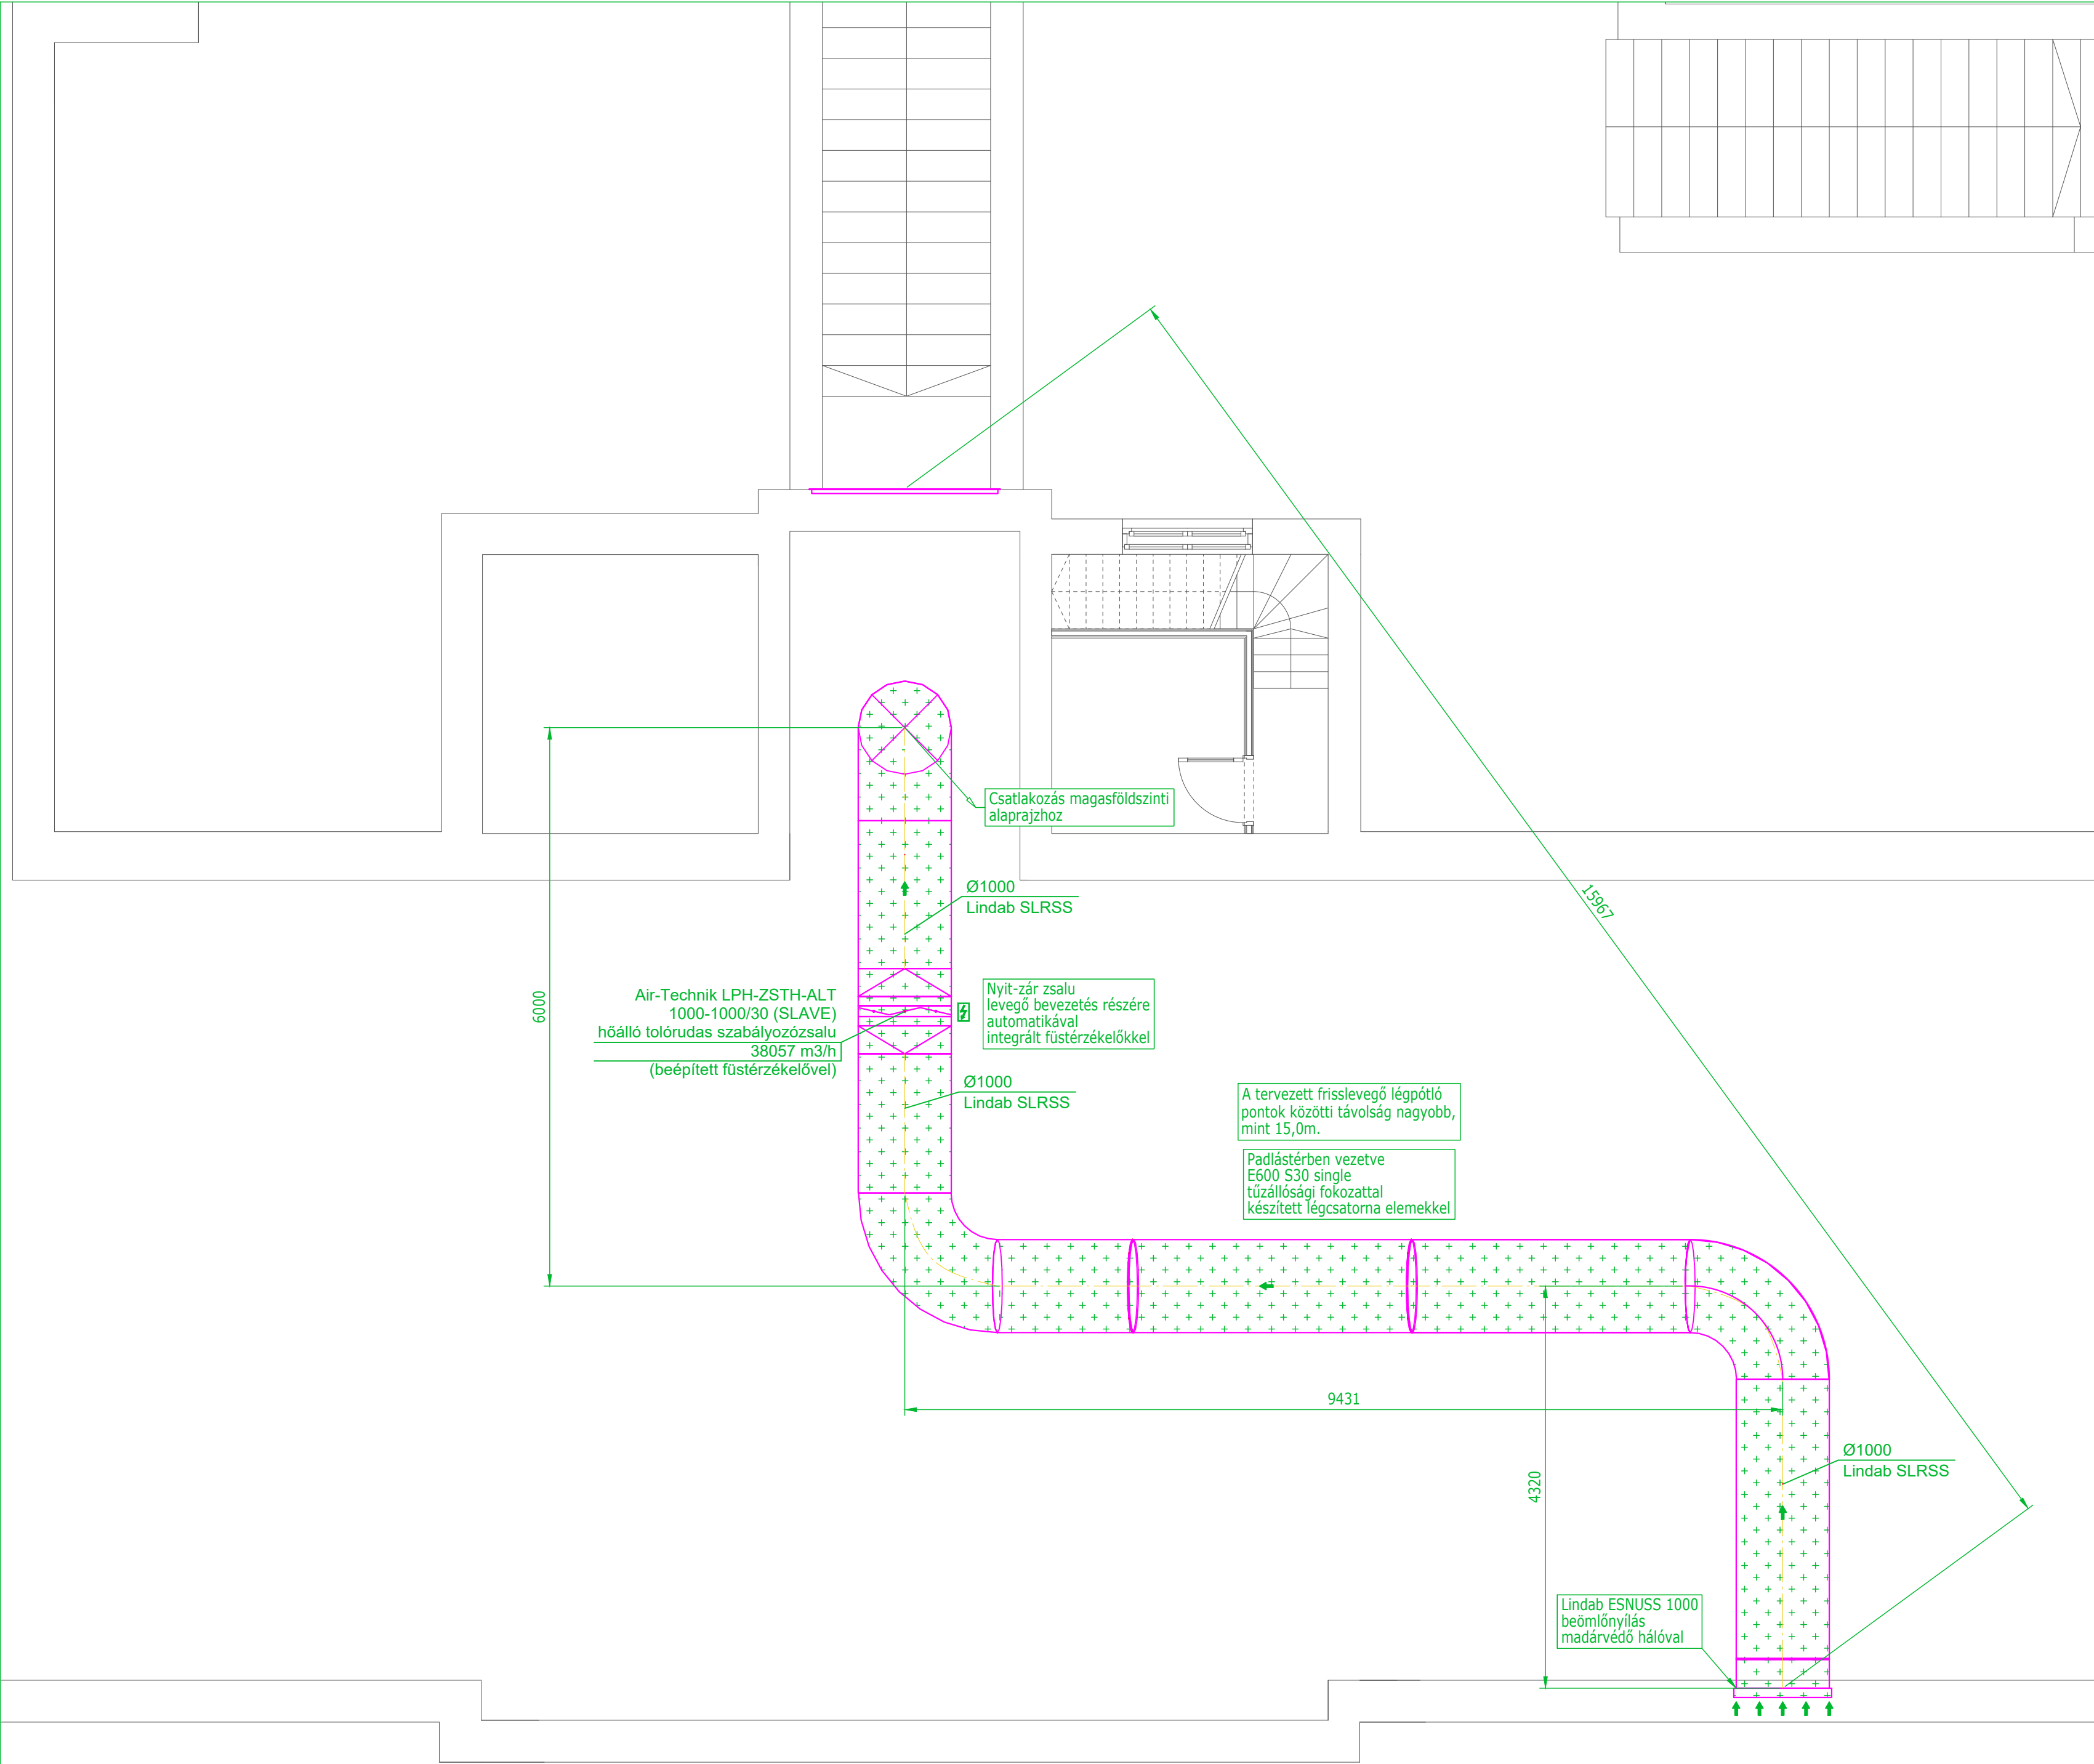 Csatlakozás magasföldszinti
alaprajzhoz
Ø1000
Lindab SLRSS
15967
6000
Air-Technik LPH-ZSTH-ALT
1000-1000/30 (SLAVE)
hőálló tolórudas szabályozózsalu
38057 m3/h
(beépített füstérzékelővel)
Nyit-zár zsalu
levegő bevezetés részére
automatikával
integrált füstérzékelőkkel
Ø1000
Lindab SLRSS
A tervezett frisslevegő légpótló
pontok közötti távolság nagyobb,
mint 15,0m.
Padlástérben vezetve
E600 S30 single
tűzállósági fokozattal
készített légcsatorna elemekkel
9431
4320
Ø1000
Lindab SLRSS
Lindab ESNUSS 1000
beömlőnyílás
madárvédő hálóval